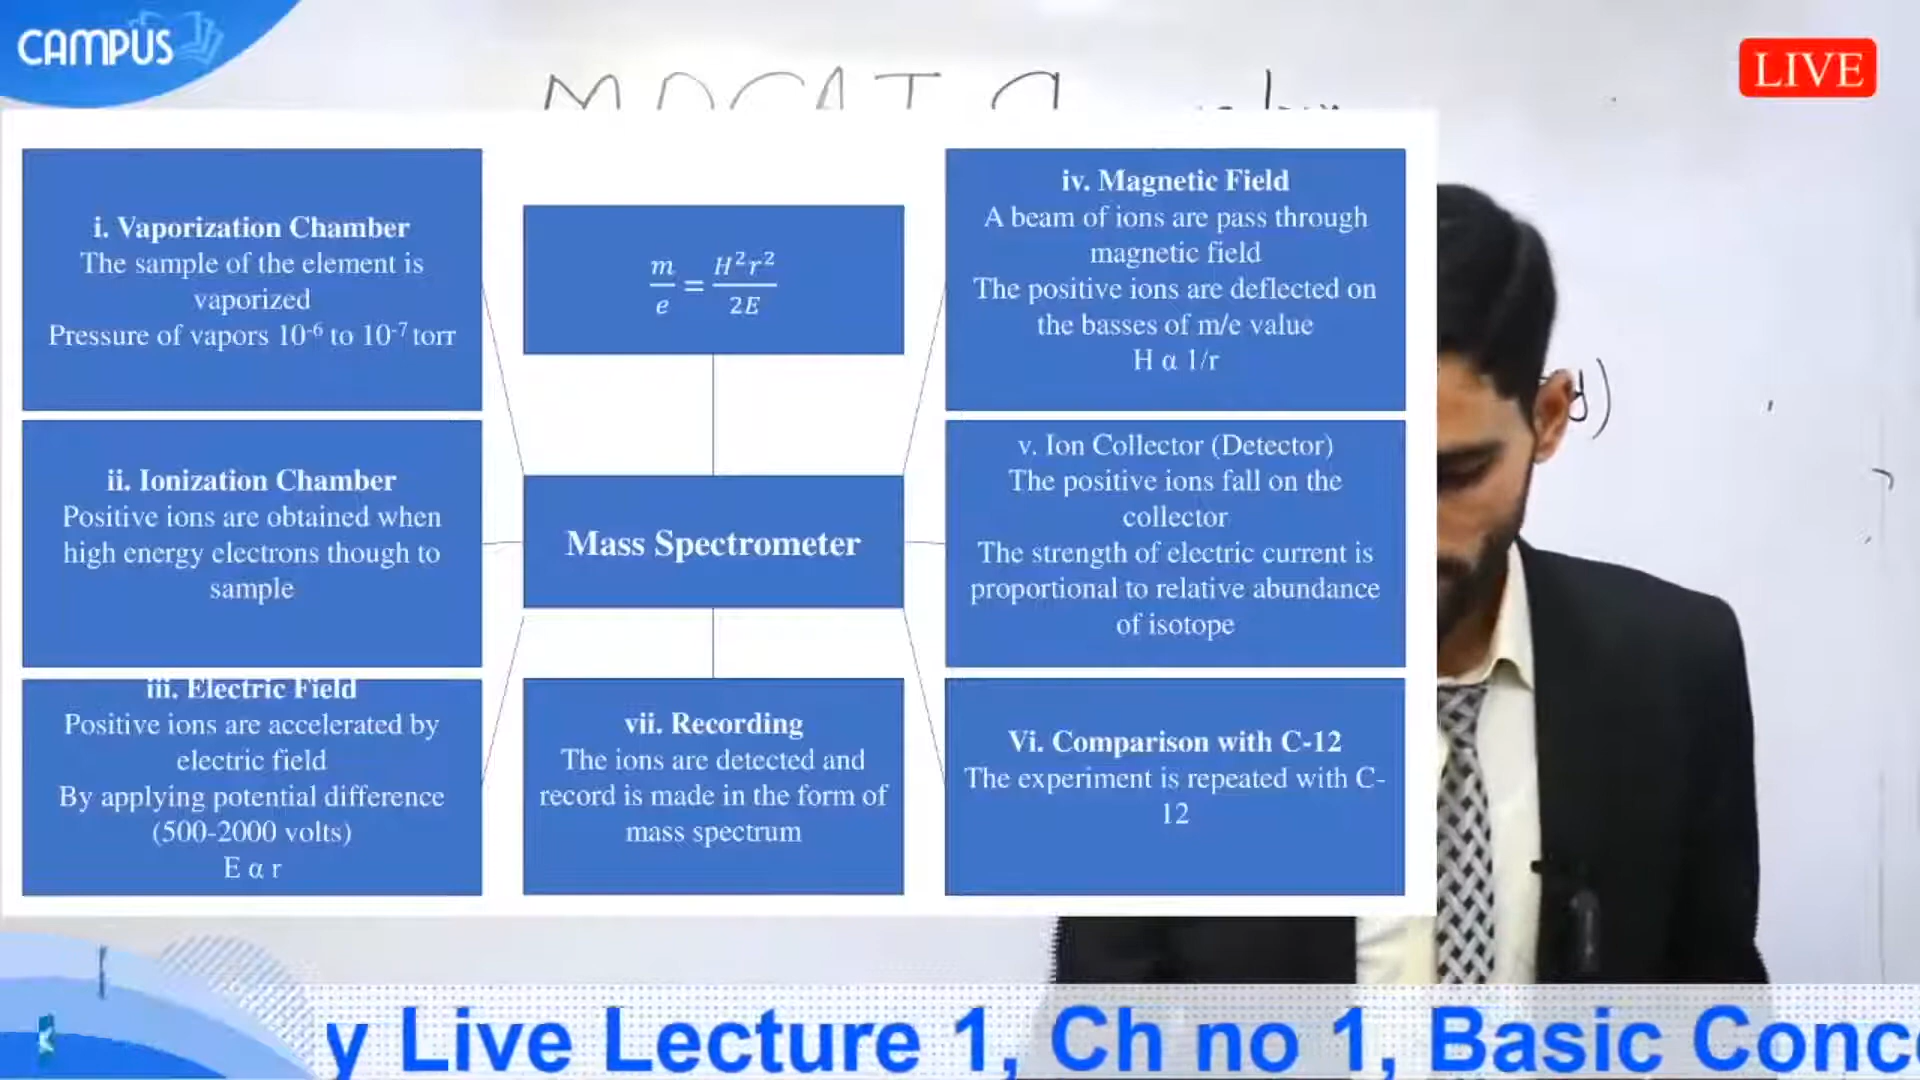 CAMPUS
LIVE
MDCAT
i. Vaporization Chamber
The sample of the element is
vaporized
Pressure of vapors 10⁻⁶ to 10⁻⁷ torr
ii. Ionization Chamber
Positive ions are obtained when
high energy electrons though to
sample
iii. Electric Field
Positive ions are accelerated by
electric field
By applying potential difference
(500-2000 volts)
E α r
m/e = H²r²/2E
Mass Spectrometer
vii. Recording
The ions are detected and
record is made in the form of
mass spectrum
iv. Magnetic Field
A beam of ions are pass through
magnetic field
The positive ions are deflected on
the basses of m/e value
H α 1/r
v. Ion Collector (Detector)
The positive ions fall on the
collector
The strength of electric current is
proportional to relative abundance
of isotope
Vi. Comparison with C-12
The experiment is repeated with C-
12
y Live Lecture 1, Ch no 1, Basic Conc